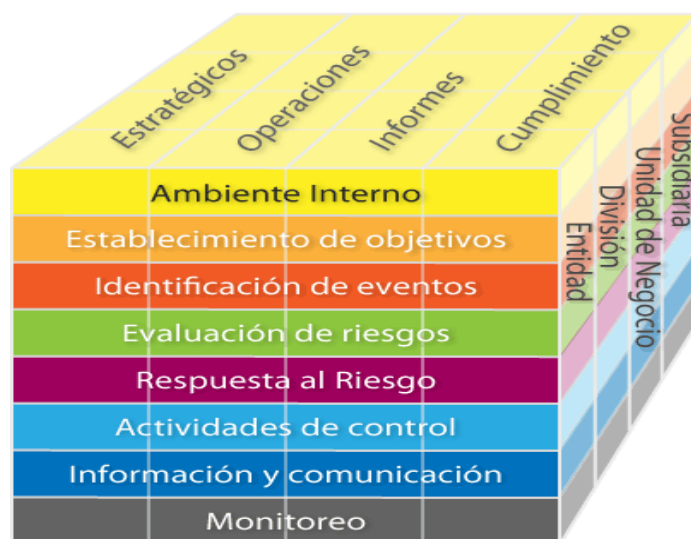 Estratégicos
Operaciones
Informes
Cumplimiento
Ambiente Interno
Establecimiento de objetivos
Identificación de eventos
Evaluación de riesgos
Respuesta al Riesgo
Actividades de control
Información y comunicación
Monitoreo
Entidad
División
Unidad de Negocio
Subsidiaria